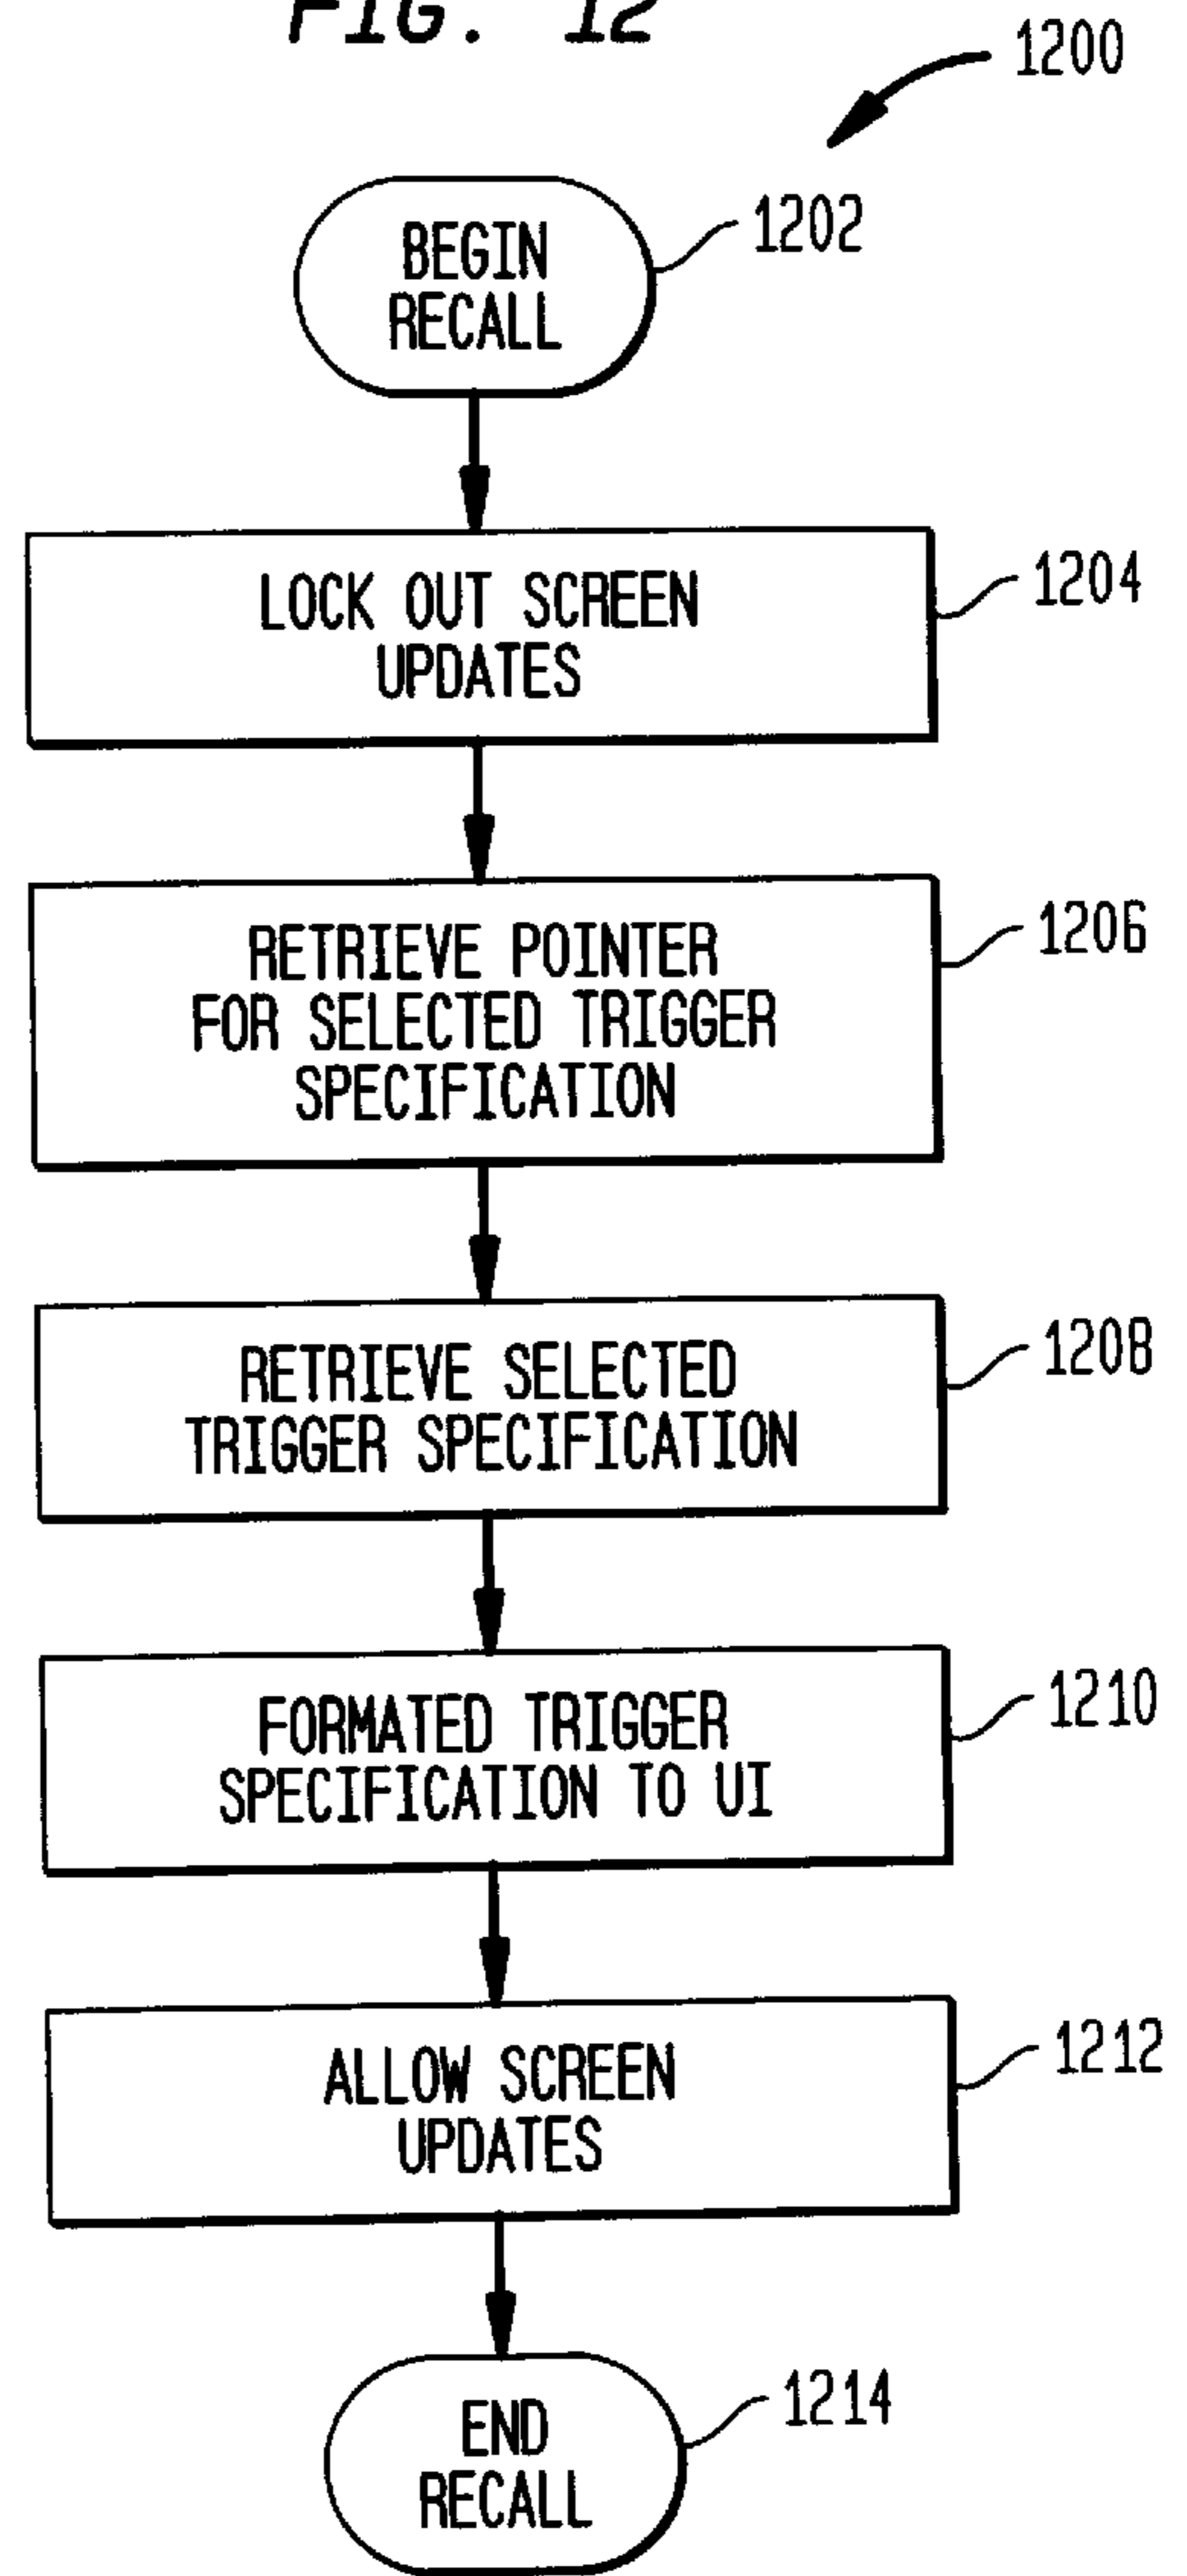 FIG. 12
1200
BEGIN
RECALL
1202
LOCK OUT SCREEN
UPDATES
1204
RETRIEVE POINTER
FOR SELECTED TRIGGER
SPECIFICATION
1206
RETRIEVE SELECTED
TRIGGER SPECIFICATION
1208
FORMATED TRIGGER
SPECIFICATION TO UI
1210
ALLOW SCREEN
UPDATES
1212
END
RECALL
1214